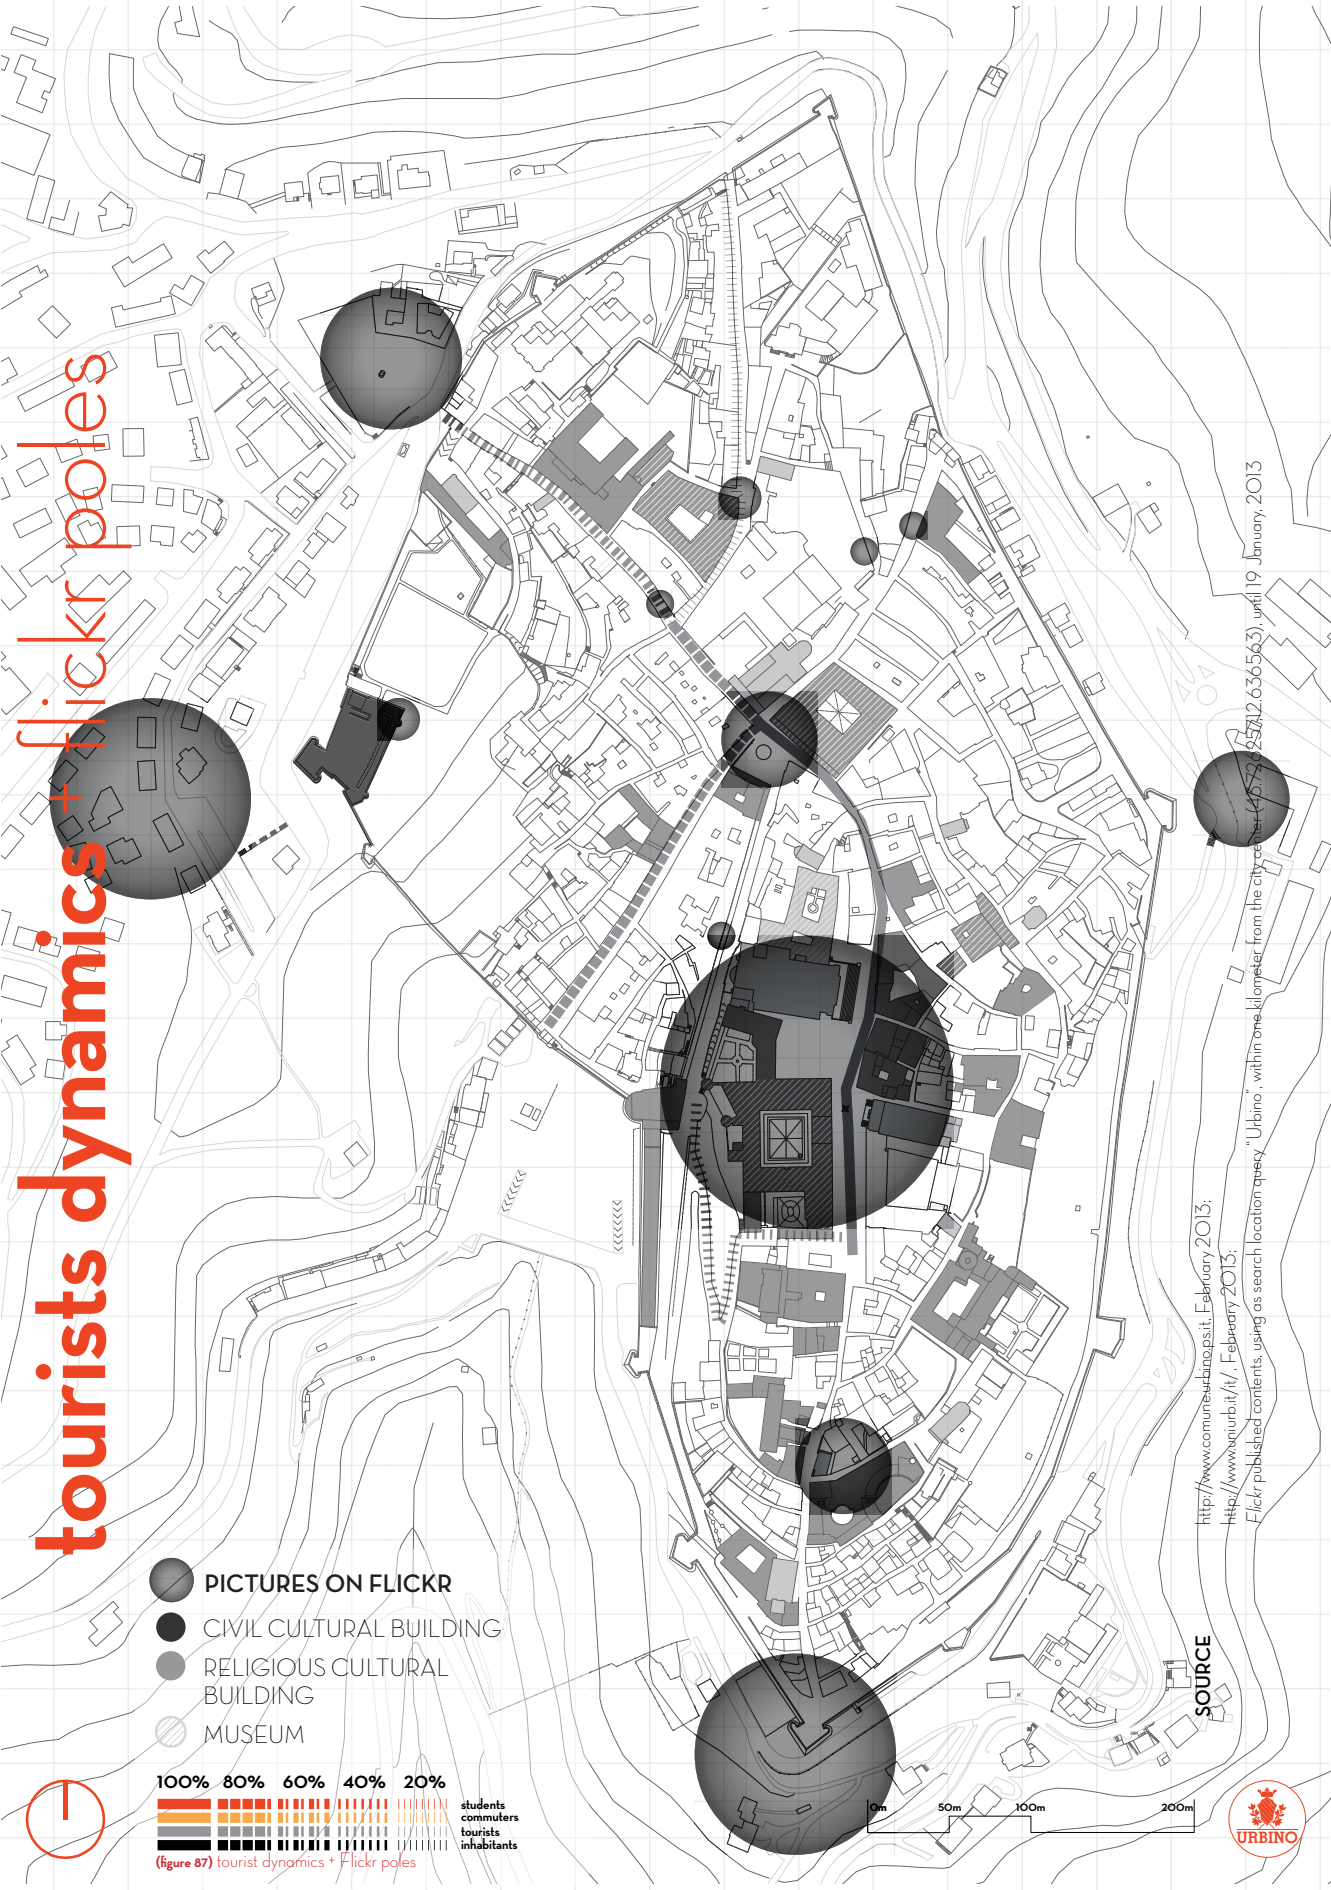 tourists dynamics + flickr poles
PICTURES ON FLICKR
CIVIL CULTURAL BUILDING
RELIGIOUS CULTURAL
BUILDING
MUSEUM
100% 80% 60% 40% 20%
students
commuters
tourists
inhabitants
(figure 87) tourist dynamics + Flickr poles
0m 50m 100m 200m
SOURCE
http://www.comune.urbino.ps.it, February 2013;
http://www.uniurb.it/it/, February 2013;
Flickr published contents, using as search location query "Urbino", within one kilometer from the city center (43.7262571,12.6365633), until 19 January, 2013
URBINO